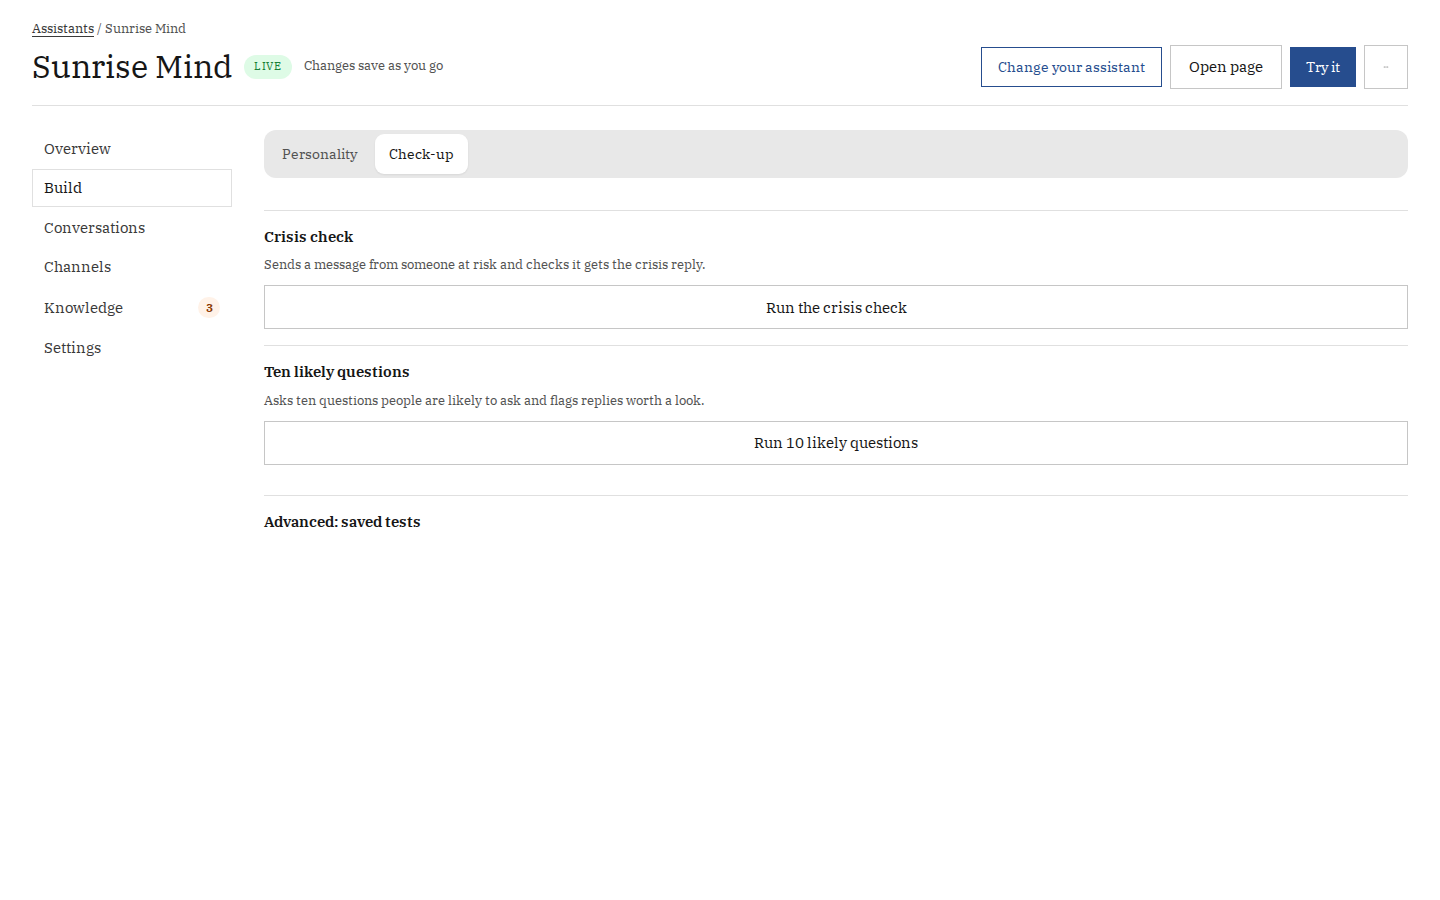 Assistants / Sunrise Mind
Sunrise Mind
LIVE
Changes save as you go
Change your assistant
Open page
Try it
Overview
Build
Conversations
Channels
Knowledge
3
Settings
Personality
Check-up
Crisis check
Sends a message from someone at risk and checks it gets the crisis reply.
Run the crisis check
Ten likely questions
Asks ten questions people are likely to ask and flags replies worth a look.
Run 10 likely questions
Advanced: saved tests